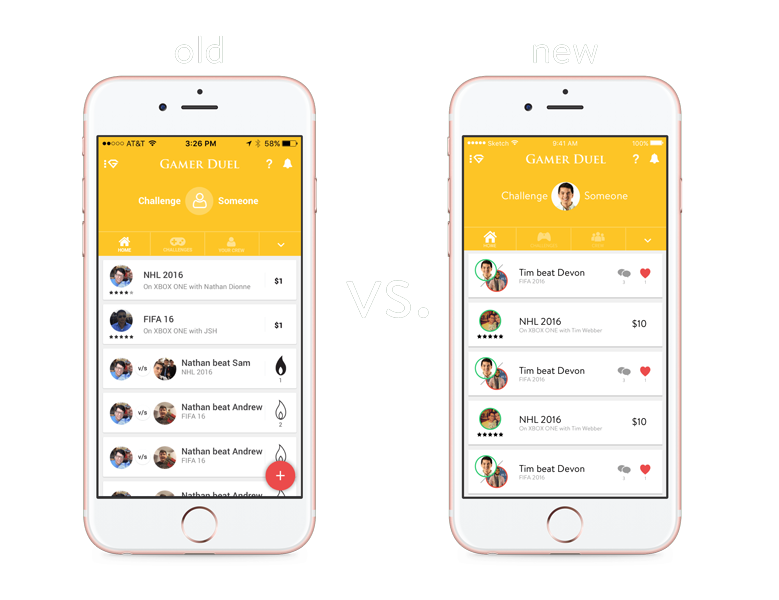 old
AT&T 3:26 PM 58%
GAMER DUEL ?
Challenge Someone
HOME
NHL 2016
On XBOX ONE with Nathan Dionne
$1
FIFA 16
On XBOX ONE with JSH
$1
v/s Nathan beat Sam
NHL 2016
1
v/s Nathan beat Andrew
FIFA 16
2
v/s Nathan beat Andrew
FIFA 16
+
Nathan beat Andrew
vs.
new
Sketch 9:41 AM 100%
GAMER DUEL ?
Challenge Someone
HOME
Tim beat Devon
FIFA 2016
3 1
NHL 2016
On XBOX ONE with Tim Webber
$10
Tim beat Devon
FIFA 2016
3 1
NHL 2016
On XBOX ONE with Tim Webber
$10
Tim beat Devon
FIFA 2016
3 1